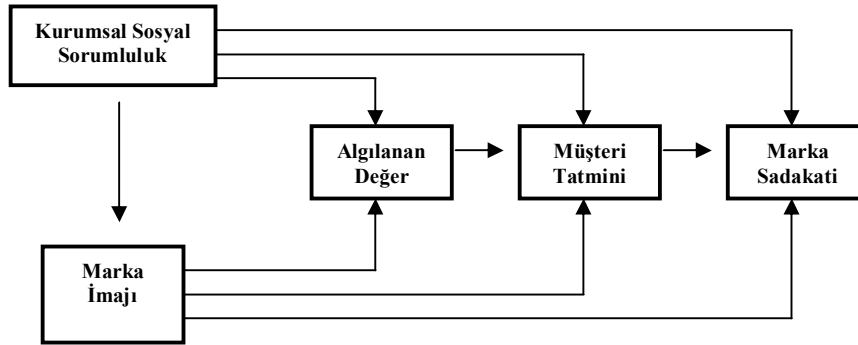 Kurumsal Sosyal
Sorumluluk
Algılanan
Değer
Müşteri
Tatmini
Marka
Sadakati
Marka
İmajı